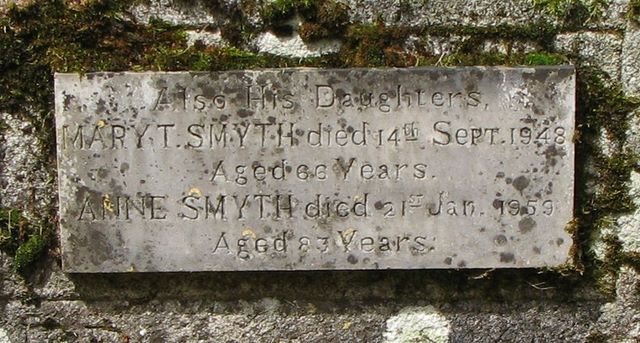 Also His Daughters,
MARY T. SMYTH died 14th Sept. 1948
Aged 66 Years.
ANNE SMYTH died 21st Jan. 1959
Aged 83 Years.